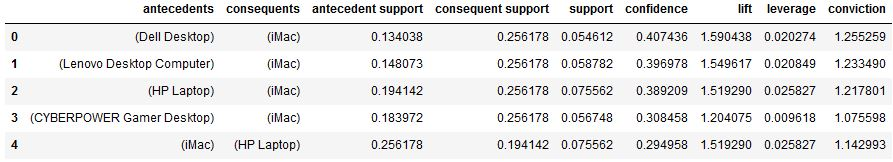 antecedents consequents antecedent support consequent support support confidence lift leverage conviction
0 (Dell Desktop) (iMac) 0.134038 0.256178 0.054612 0.407436 1.590438 0.020274 1.255259
1 (Lenovo Desktop Computer) (iMac) 0.148073 0.256178 0.058782 0.396978 1.549617 0.020849 1.233490
2 (HP Laptop) (iMac) 0.194142 0.256178 0.075562 0.389209 1.519290 0.025827 1.217801
3 (CYBERPOWER Gamer Desktop) (iMac) 0.183972 0.256178 0.056748 0.308458 1.204075 0.009618 1.075598
4 (iMac) (HP Laptop) 0.256178 0.194142 0.075562 0.294958 1.519290 0.025827 1.142993